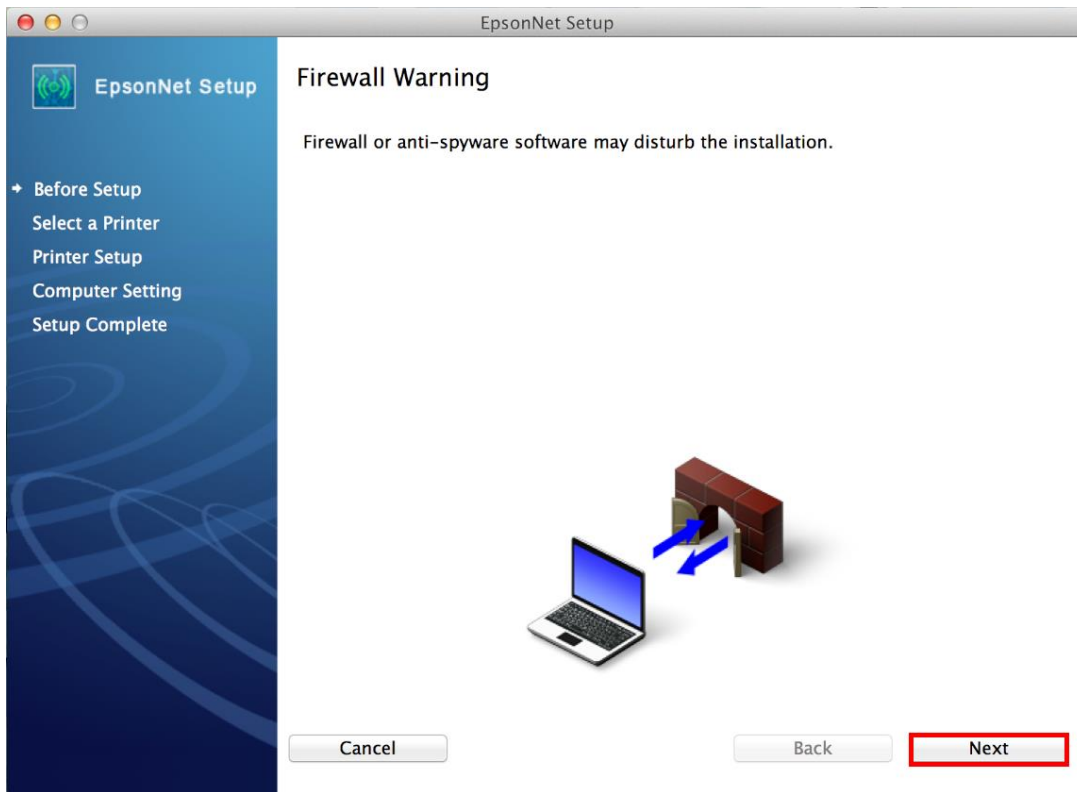 EpsonNet Setup
EpsonNet Setup
Before Setup
Select a Printer
Printer Setup
Computer Setting
Setup Complete
Firewall Warning
Firewall or anti-spyware software may disturb the installation.
Cancel
Back
Next